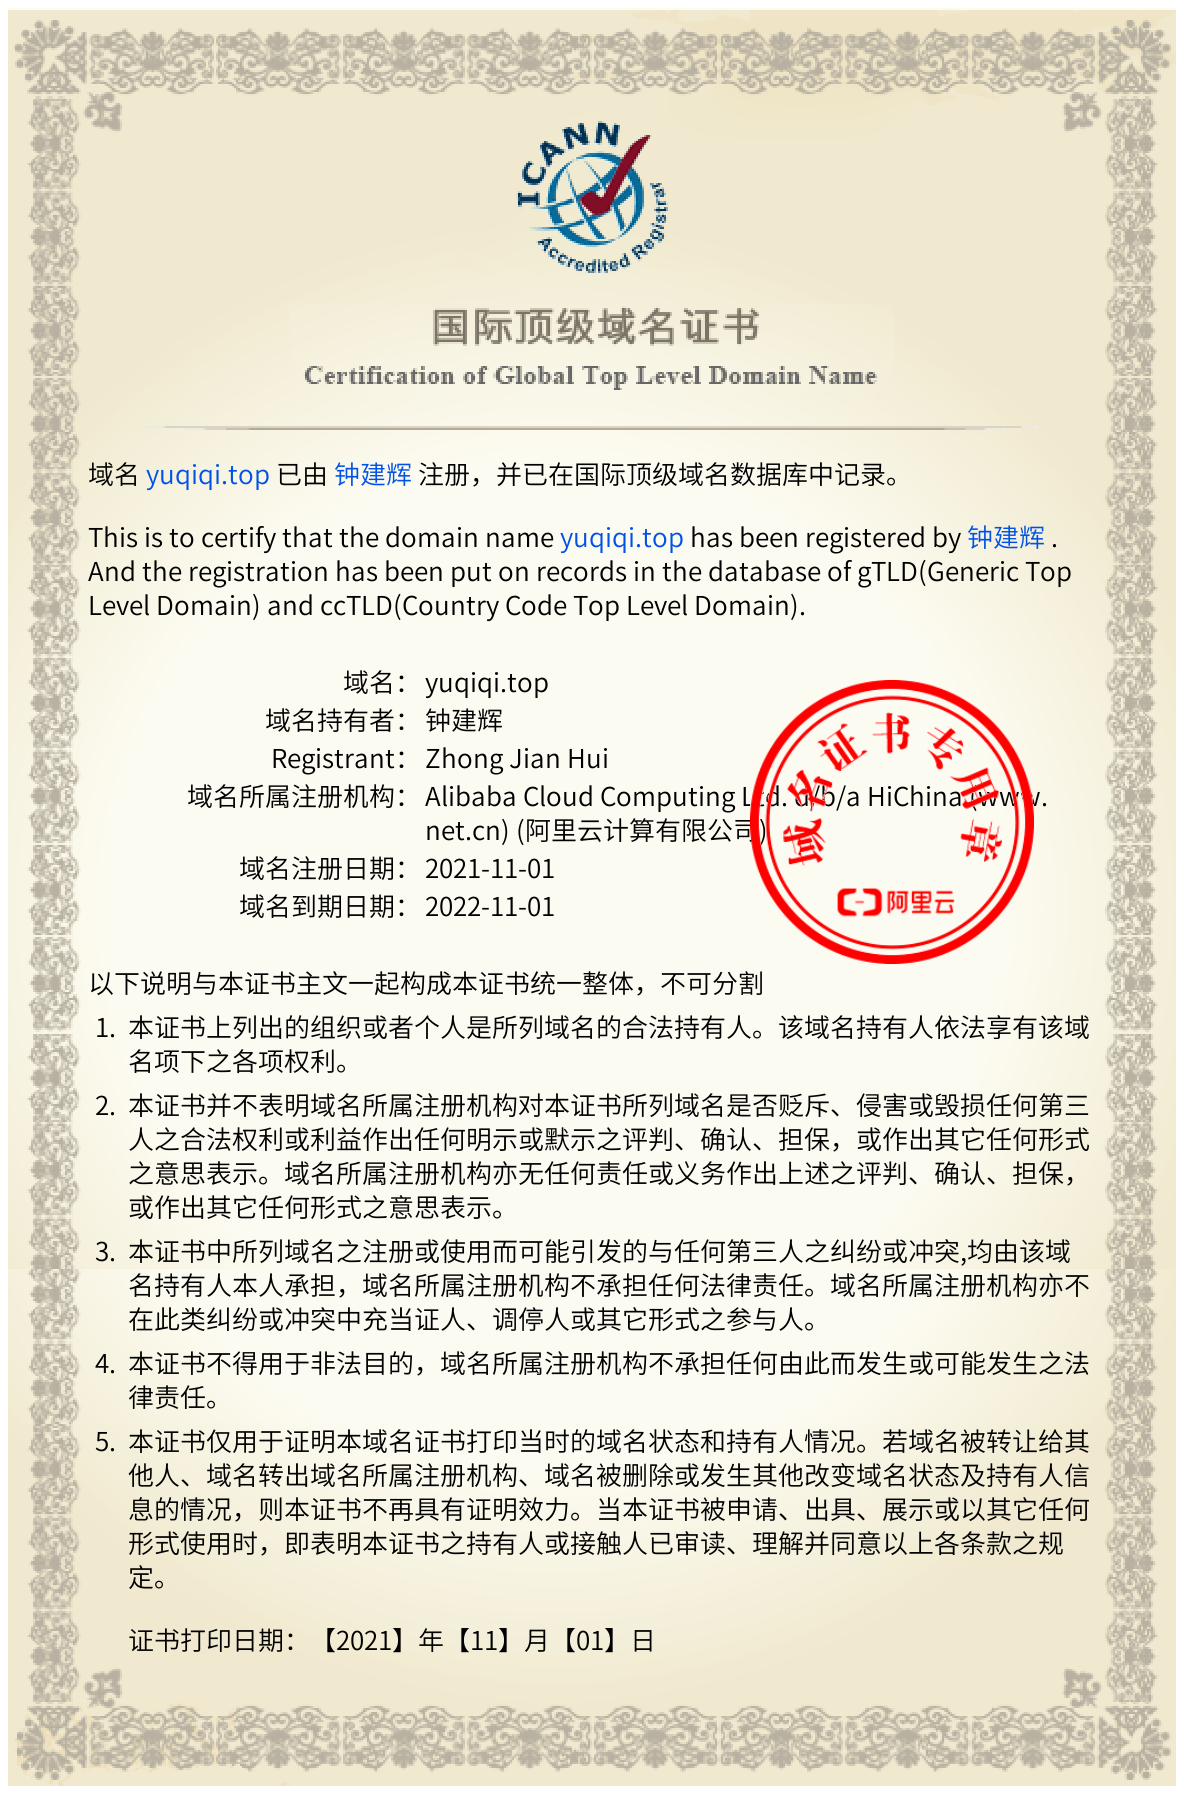 ICANN
Accredited Registrar
国际顶级域名证书
Certification of Global Top Level Domain Name
域名 yuqiqi.top 已由 钟建辉 注册，并已在国际顶级域名数据库中记录。
This is to certify that the domain name yuqiqi.top has been registered by 钟建辉 .
And the registration has been put on records in the database of gTLD(Generic Top
Level Domain) and ccTLD(Country Code Top Level Domain).
域名： yuqiqi.top
域名持有者： 钟建辉
Registrant： Zhong Jian Hui
域名所属注册机构： Alibaba Cloud Computing Ltd. d/b/a HiChina (www.
net.cn) (阿里云计算有限公司)
域名注册日期： 2021-11-01
域名到期日期： 2022-11-01
域名证书专用章
阿里云
以下说明与本证书主文一起构成本证书统一整体，不可分割
1. 本证书上列出的组织或者个人是所列域名的合法持有人。该域名持有人依法享有该域
名项下之各项权利。
2. 本证书并不表明域名所属注册机构对本证书所列域名是否贬斥、侵害或毁损任何第三
人之合法权利或利益作出任何明示或默示之评判、确认、担保，或作出其它任何形式
之意思表示。域名所属注册机构亦无任何责任或义务作出上述之评判、确认、担保，
或作出其它任何形式之意思表示。
3. 本证书中所列域名之注册或使用而可能引发的与任何第三人之纠纷或冲突,均由该域
名持有人本人承担，域名所属注册机构不承担任何法律责任。域名所属注册机构亦不
在此类纠纷或冲突中充当证人、调停人或其它形式之参与人。
4. 本证书不得用于非法目的，域名所属注册机构不承担任何由此而发生或可能发生之法
律责任。
5. 本证书仅用于证明本域名证书打印当时的域名状态和持有人情况。若域名被转让给其
他人、域名转出域名所属注册机构、域名被删除或发生其他改变域名状态及持有人信
息的情况，则本证书不再具有证明效力。当本证书被申请、出具、展示或以其它任何
形式使用时，即表明本证书之持有人或接触人已审读、理解并同意以上各条款之规
定。
证书打印日期：【2021】年【11】月【01】日